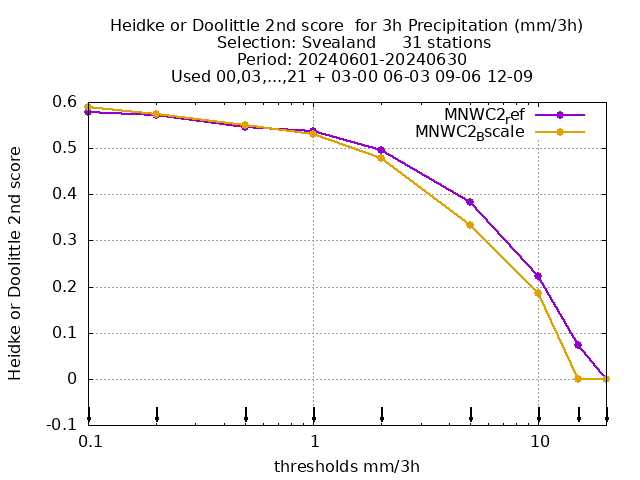 Heidke or Doolittle 2nd score  for 3h Precipitation (mm/3h)
Selection: Svealand     31 stations
Period: 20240601-20240630
Used 00,03,...,21 + 03-00 06-03 09-06 12-09
MNWC2ref
MNWC2Bscale
Heidke or Doolittle 2nd score
0.6
0.5
0.4
0.3
0.2
0.1
0
-0.1
0.1 1 10
thresholds mm/3h